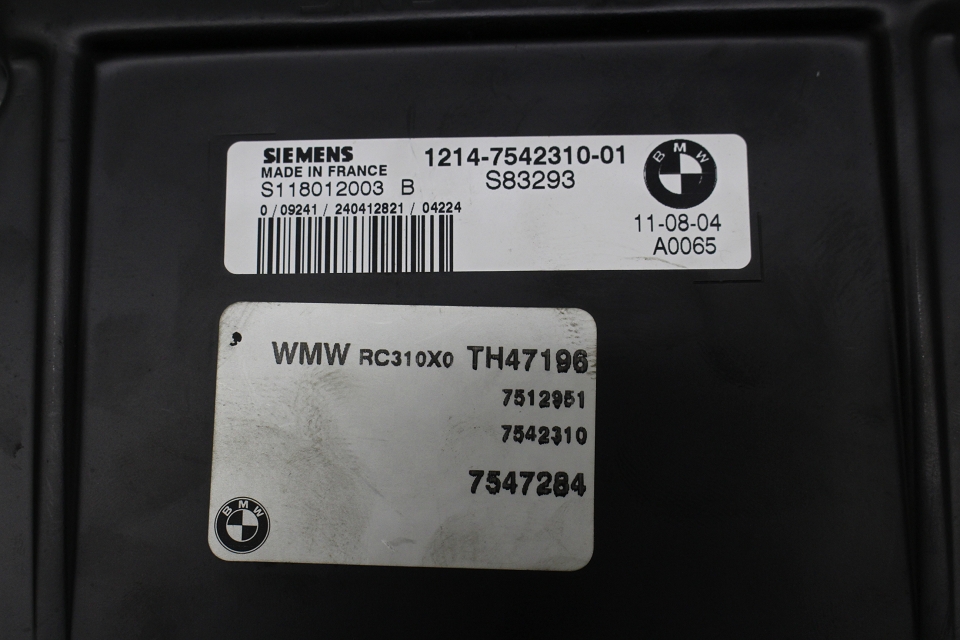 SIEMENS 1214-7542310-01 BMW
MADE IN FRANCE S83293
S118012003 B
0 / 09241 / 240412821 / 04224
11-08-04
A0065
WMW RC310X0 TH47196
7512951
7542310
7547284
BMW